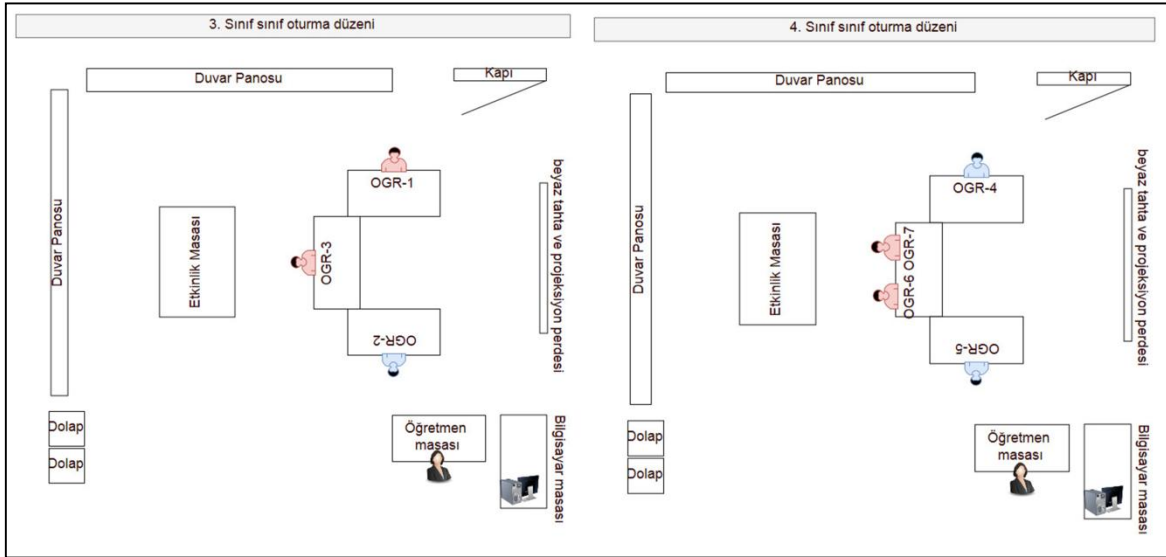 3. Sınıf sınıf oturma düzeni
Duvar Panosu
Kapı
Duvar Panosu
OGR-1
Etkinlik Masası
OGR-3
OGR-2
beyaz tahta ve projeksiyon perdesi
Dolap
Dolap
Öğretmen
masası
Bilgisayar masası
4. Sınıf sınıf oturma düzeni
Duvar Panosu
Kapı
Duvar Panosu
OGR-4
Etkinlik Masası
OGR-6 OGR-7
OGR-5
beyaz tahta ve projeksiyon perdesi
Dolap
Dolap
Öğretmen
masası
Bilgisayar masası